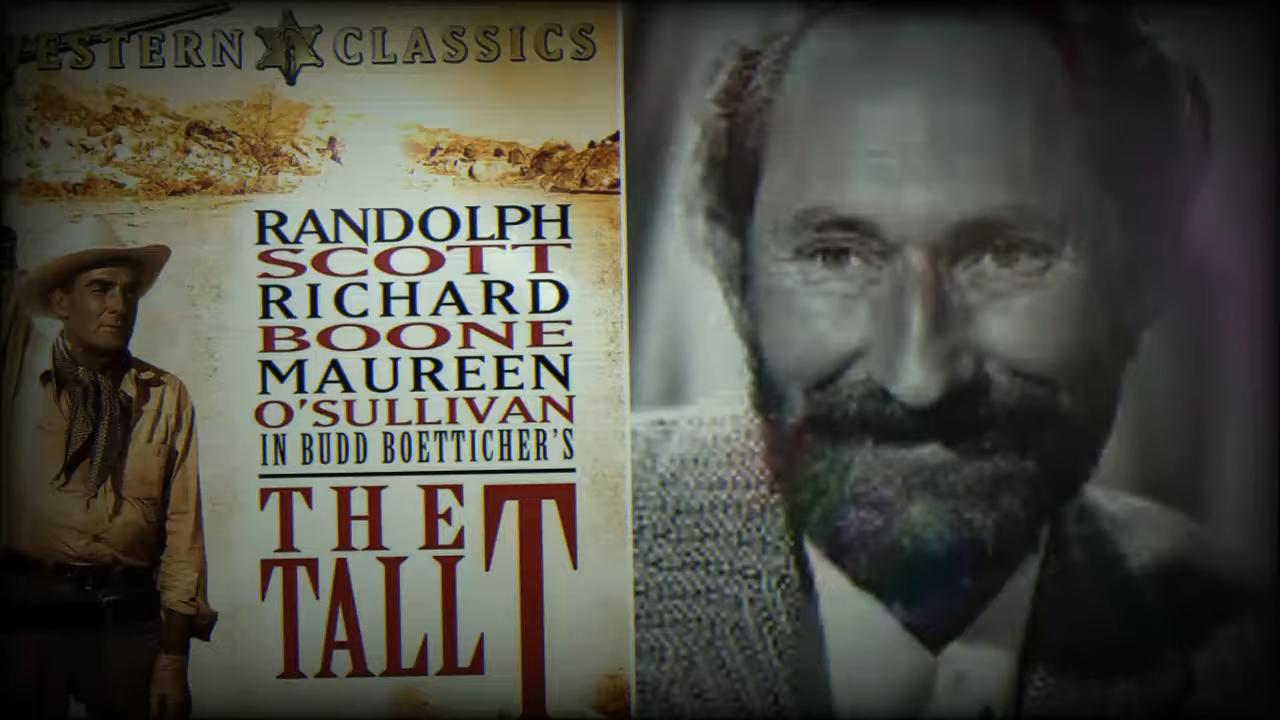 ESTERN CLASSICS
RANDOLPH
SCOTT
RICHARD
BOONE
MAUREEN
O'SULLIVAN
IN BUDD BOETTICHER'S
THE
TALL T